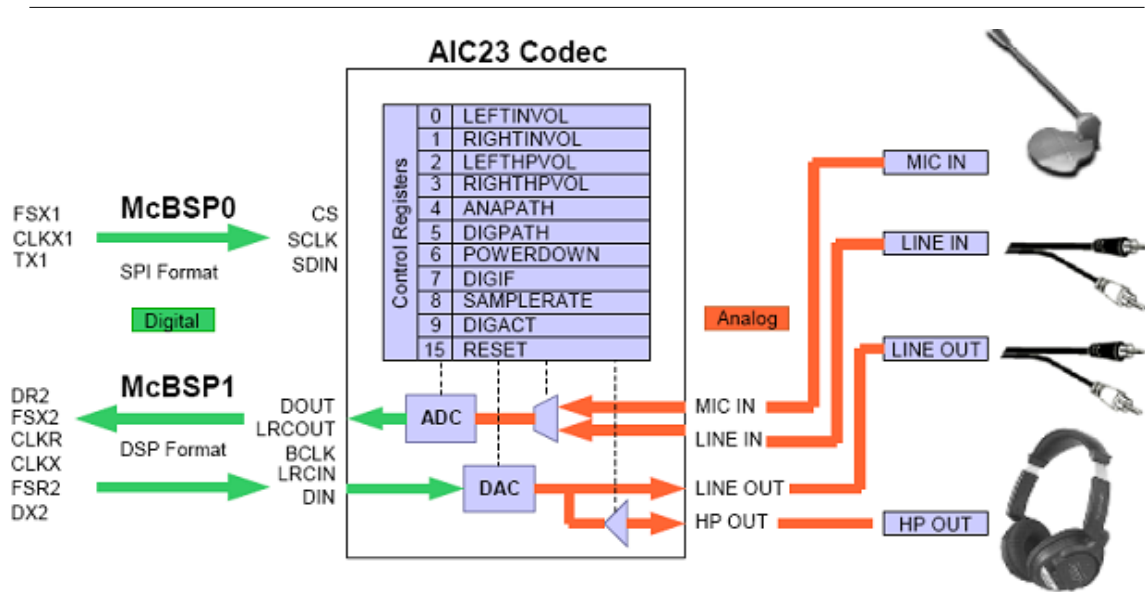 AIC23 Codec
Control Registers
0 LEFTINVOL
1 RIGHTINVOL
2 LEFTHPVOL
3 RIGHTHPVOL
4 ANAPATH
5 DIGPATH
6 POWERDOWN
7 DIGIF
8 SAMPLERATE
9 DIGACT
15 RESET
McBSP0
FSX1
CLKX1
TX1
SPI Format
CS
SCLK
SDIN
Digital
McBSP1
DR2
FSX2
CLKR
CLKX
FSR2
DX2
DSP Format
DOUT
LRCOUT
BCLK
LRCIN
DIN
ADC
DAC
Analog
MIC IN
LINE IN
LINE OUT
HP OUT
MIC IN
LINE IN
LINE OUT
HP OUT